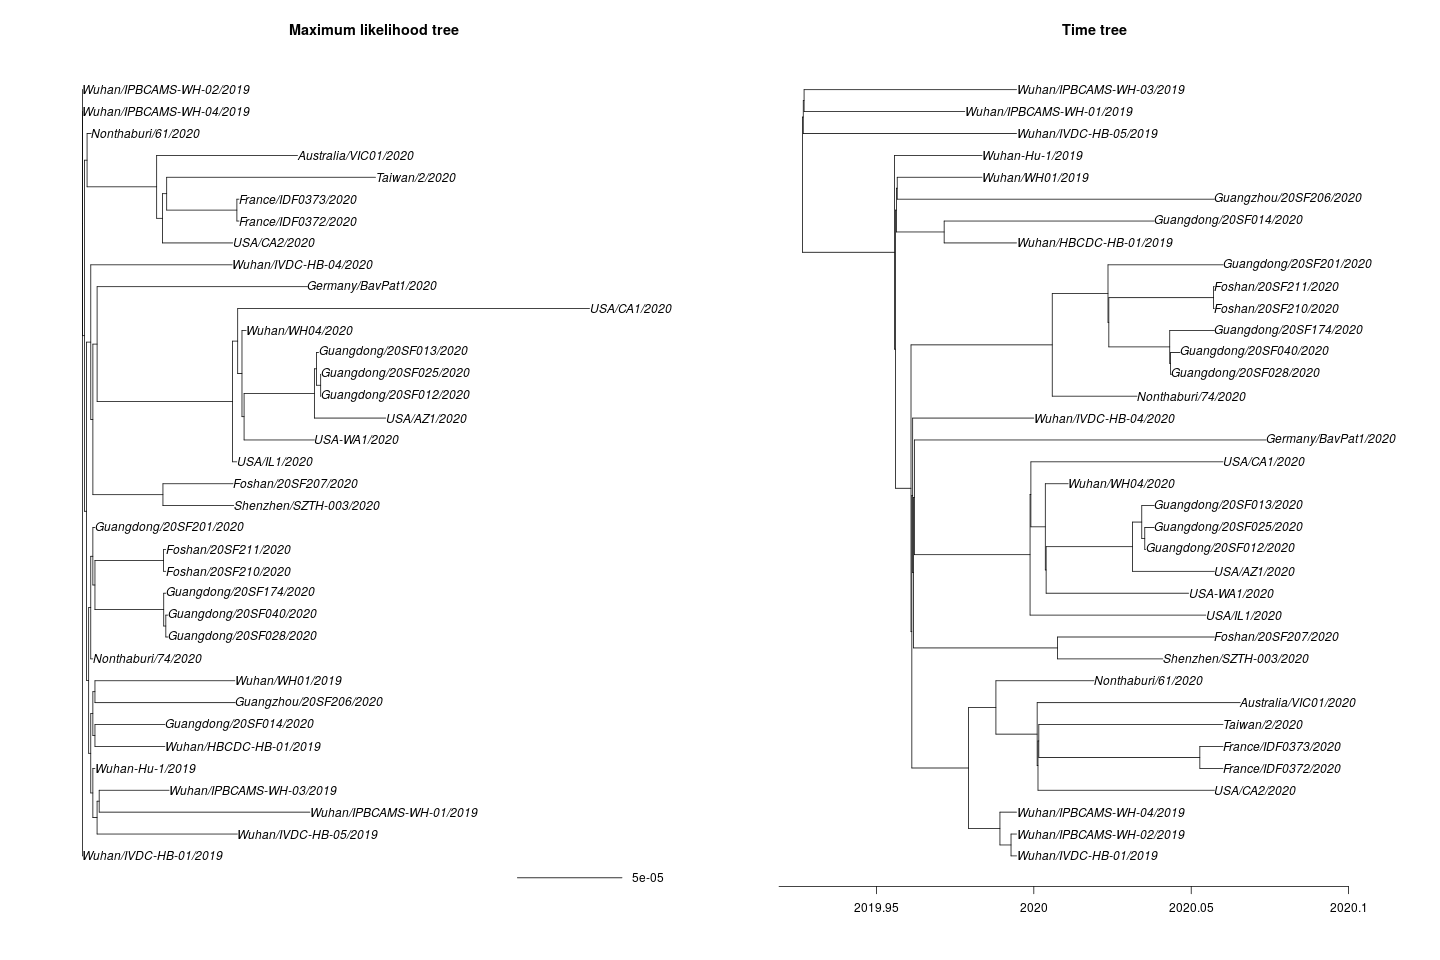 Maximum likelihood tree
Wuhan/IPBCAMS-WH-02/2019
Wuhan/IPBCAMS-WH-04/2019
Nonthaburi/61/2020
Australia/VIC01/2020
Taiwan/2/2020
France/IDF0373/2020
France/IDF0372/2020
USA/CA2/2020
Wuhan/IVDC-HB-04/2020
Germany/BavPat1/2020
USA/CA1/2020
Wuhan/WH04/2020
Guangdong/20SF013/2020
Guangdong/20SF025/2020
Guangdong/20SF012/2020
USA/AZ1/2020
USA-WA1/2020
USA/IL1/2020
Foshan/20SF207/2020
Shenzhen/SZTH-003/2020
Guangdong/20SF201/2020
Foshan/20SF211/2020
Foshan/20SF210/2020
Guangdong/20SF174/2020
Guangdong/20SF040/2020
Guangdong/20SF028/2020
Nonthaburi/74/2020
Wuhan/WH01/2019
Guangzhou/20SF206/2020
Guangdong/20SF014/2020
Wuhan/HBCDC-HB-01/2019
Wuhan-Hu-1/2019
Wuhan/IPBCAMS-WH-03/2019
Wuhan/IPBCAMS-WH-01/2019
Wuhan/IVDC-HB-05/2019
Wuhan/IVDC-HB-01/2019
5e-05
Time tree
Wuhan/IPBCAMS-WH-03/2019
Wuhan/IPBCAMS-WH-01/2019
Wuhan/IVDC-HB-05/2019
Wuhan-Hu-1/2019
Wuhan/WH01/2019
Guangzhou/20SF206/2020
Guangdong/20SF014/2020
Wuhan/HBCDC-HB-01/2019
Guangdong/20SF201/2020
Foshan/20SF211/2020
Foshan/20SF210/2020
Guangdong/20SF174/2020
Guangdong/20SF040/2020
Guangdong/20SF028/2020
Nonthaburi/74/2020
Wuhan/IVDC-HB-04/2020
Germany/BavPat1/2020
USA/CA1/2020
Wuhan/WH04/2020
Guangdong/20SF013/2020
Guangdong/20SF025/2020
Guangdong/20SF012/2020
USA/AZ1/2020
USA-WA1/2020
USA/IL1/2020
Foshan/20SF207/2020
Shenzhen/SZTH-003/2020
Nonthaburi/61/2020
Australia/VIC01/2020
Taiwan/2/2020
France/IDF0373/2020
France/IDF0372/2020
USA/CA2/2020
Wuhan/IPBCAMS-WH-04/2019
Wuhan/IPBCAMS-WH-02/2019
Wuhan/IVDC-HB-01/2019
2019.95 2020 2020.05 2020.1